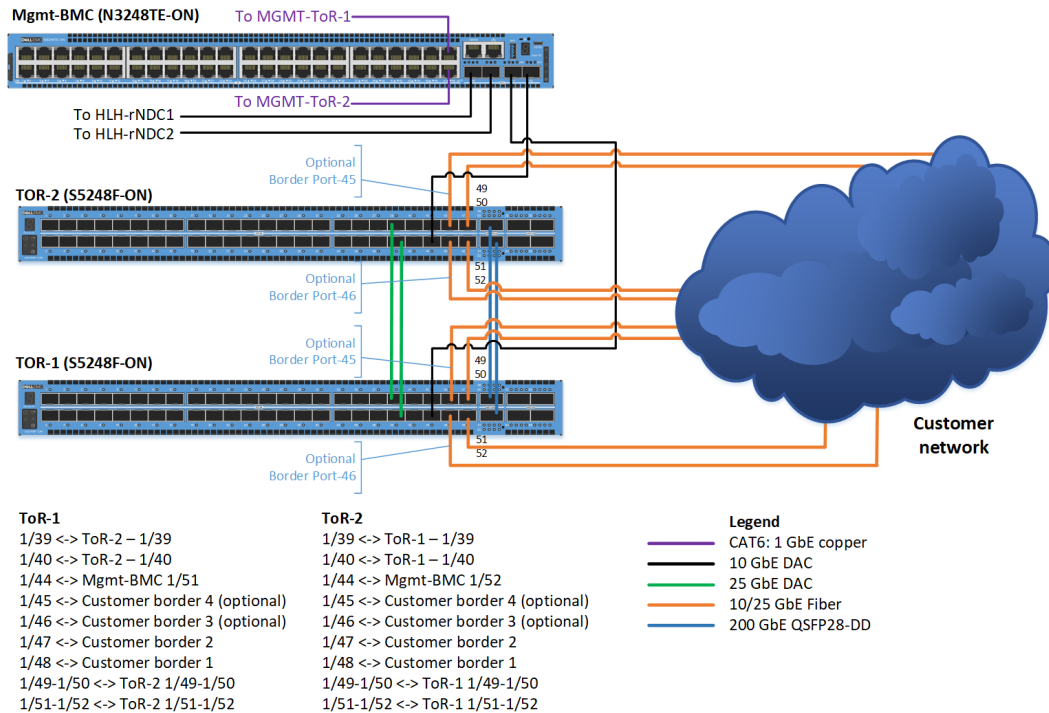 Mgmt-BMC (N3248TE-ON)
To MGMT-ToR-1
To MGMT-ToR-2
To HLH-rNDC1
To HLH-rNDC2
Optional
Border Port-45
49
50
TOR-2 (S5248F-ON)
51
52
Optional
Border Port-46
Optional
Border Port-45
49
50
TOR-1 (S5248F-ON)
51
52
Optional
Border Port-46
Customer
network
ToR-1
1/39 <-> ToR-2 – 1/39
1/40 <-> ToR-2 – 1/40
1/44 <-> Mgmt-BMC 1/51
1/45 <-> Customer border 4 (optional)
1/46 <-> Customer border 3 (optional)
1/47 <-> Customer border 2
1/48 <-> Customer border 1
1/49-1/50 <-> ToR-2 1/49-1/50
1/51-1/52 <-> ToR-2 1/51-1/52
ToR-2
1/39 <-> ToR-1 – 1/39
1/40 <-> ToR-1 – 1/40
1/44 <-> Mgmt-BMC 1/52
1/45 <-> Customer border 4 (optional)
1/46 <-> Customer border 3 (optional)
1/47 <-> Customer border 2
1/48 <-> Customer border 1
1/49-1/50 <-> ToR-1 1/49-1/50
1/51-1/52 <-> ToR-1 1/51-1/52
Legend
CAT6: 1 GbE copper
10 GbE DAC
25 GbE DAC
10/25 GbE Fiber
200 GbE QSFP28-DD